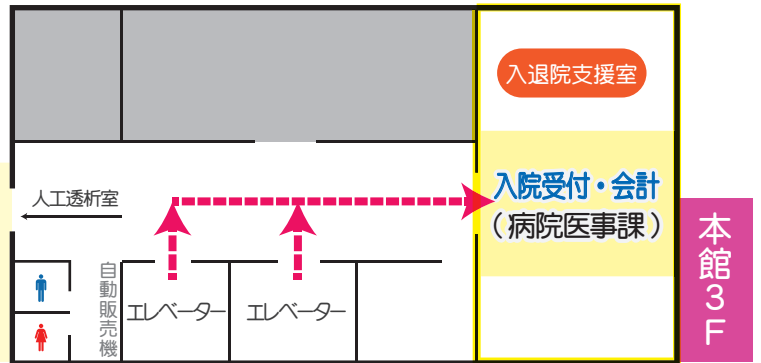 入退院支援室
入院受付・会計
(病院医事課)
人工透析室
自動販売機
エレベーター
エレベーター
本館3F